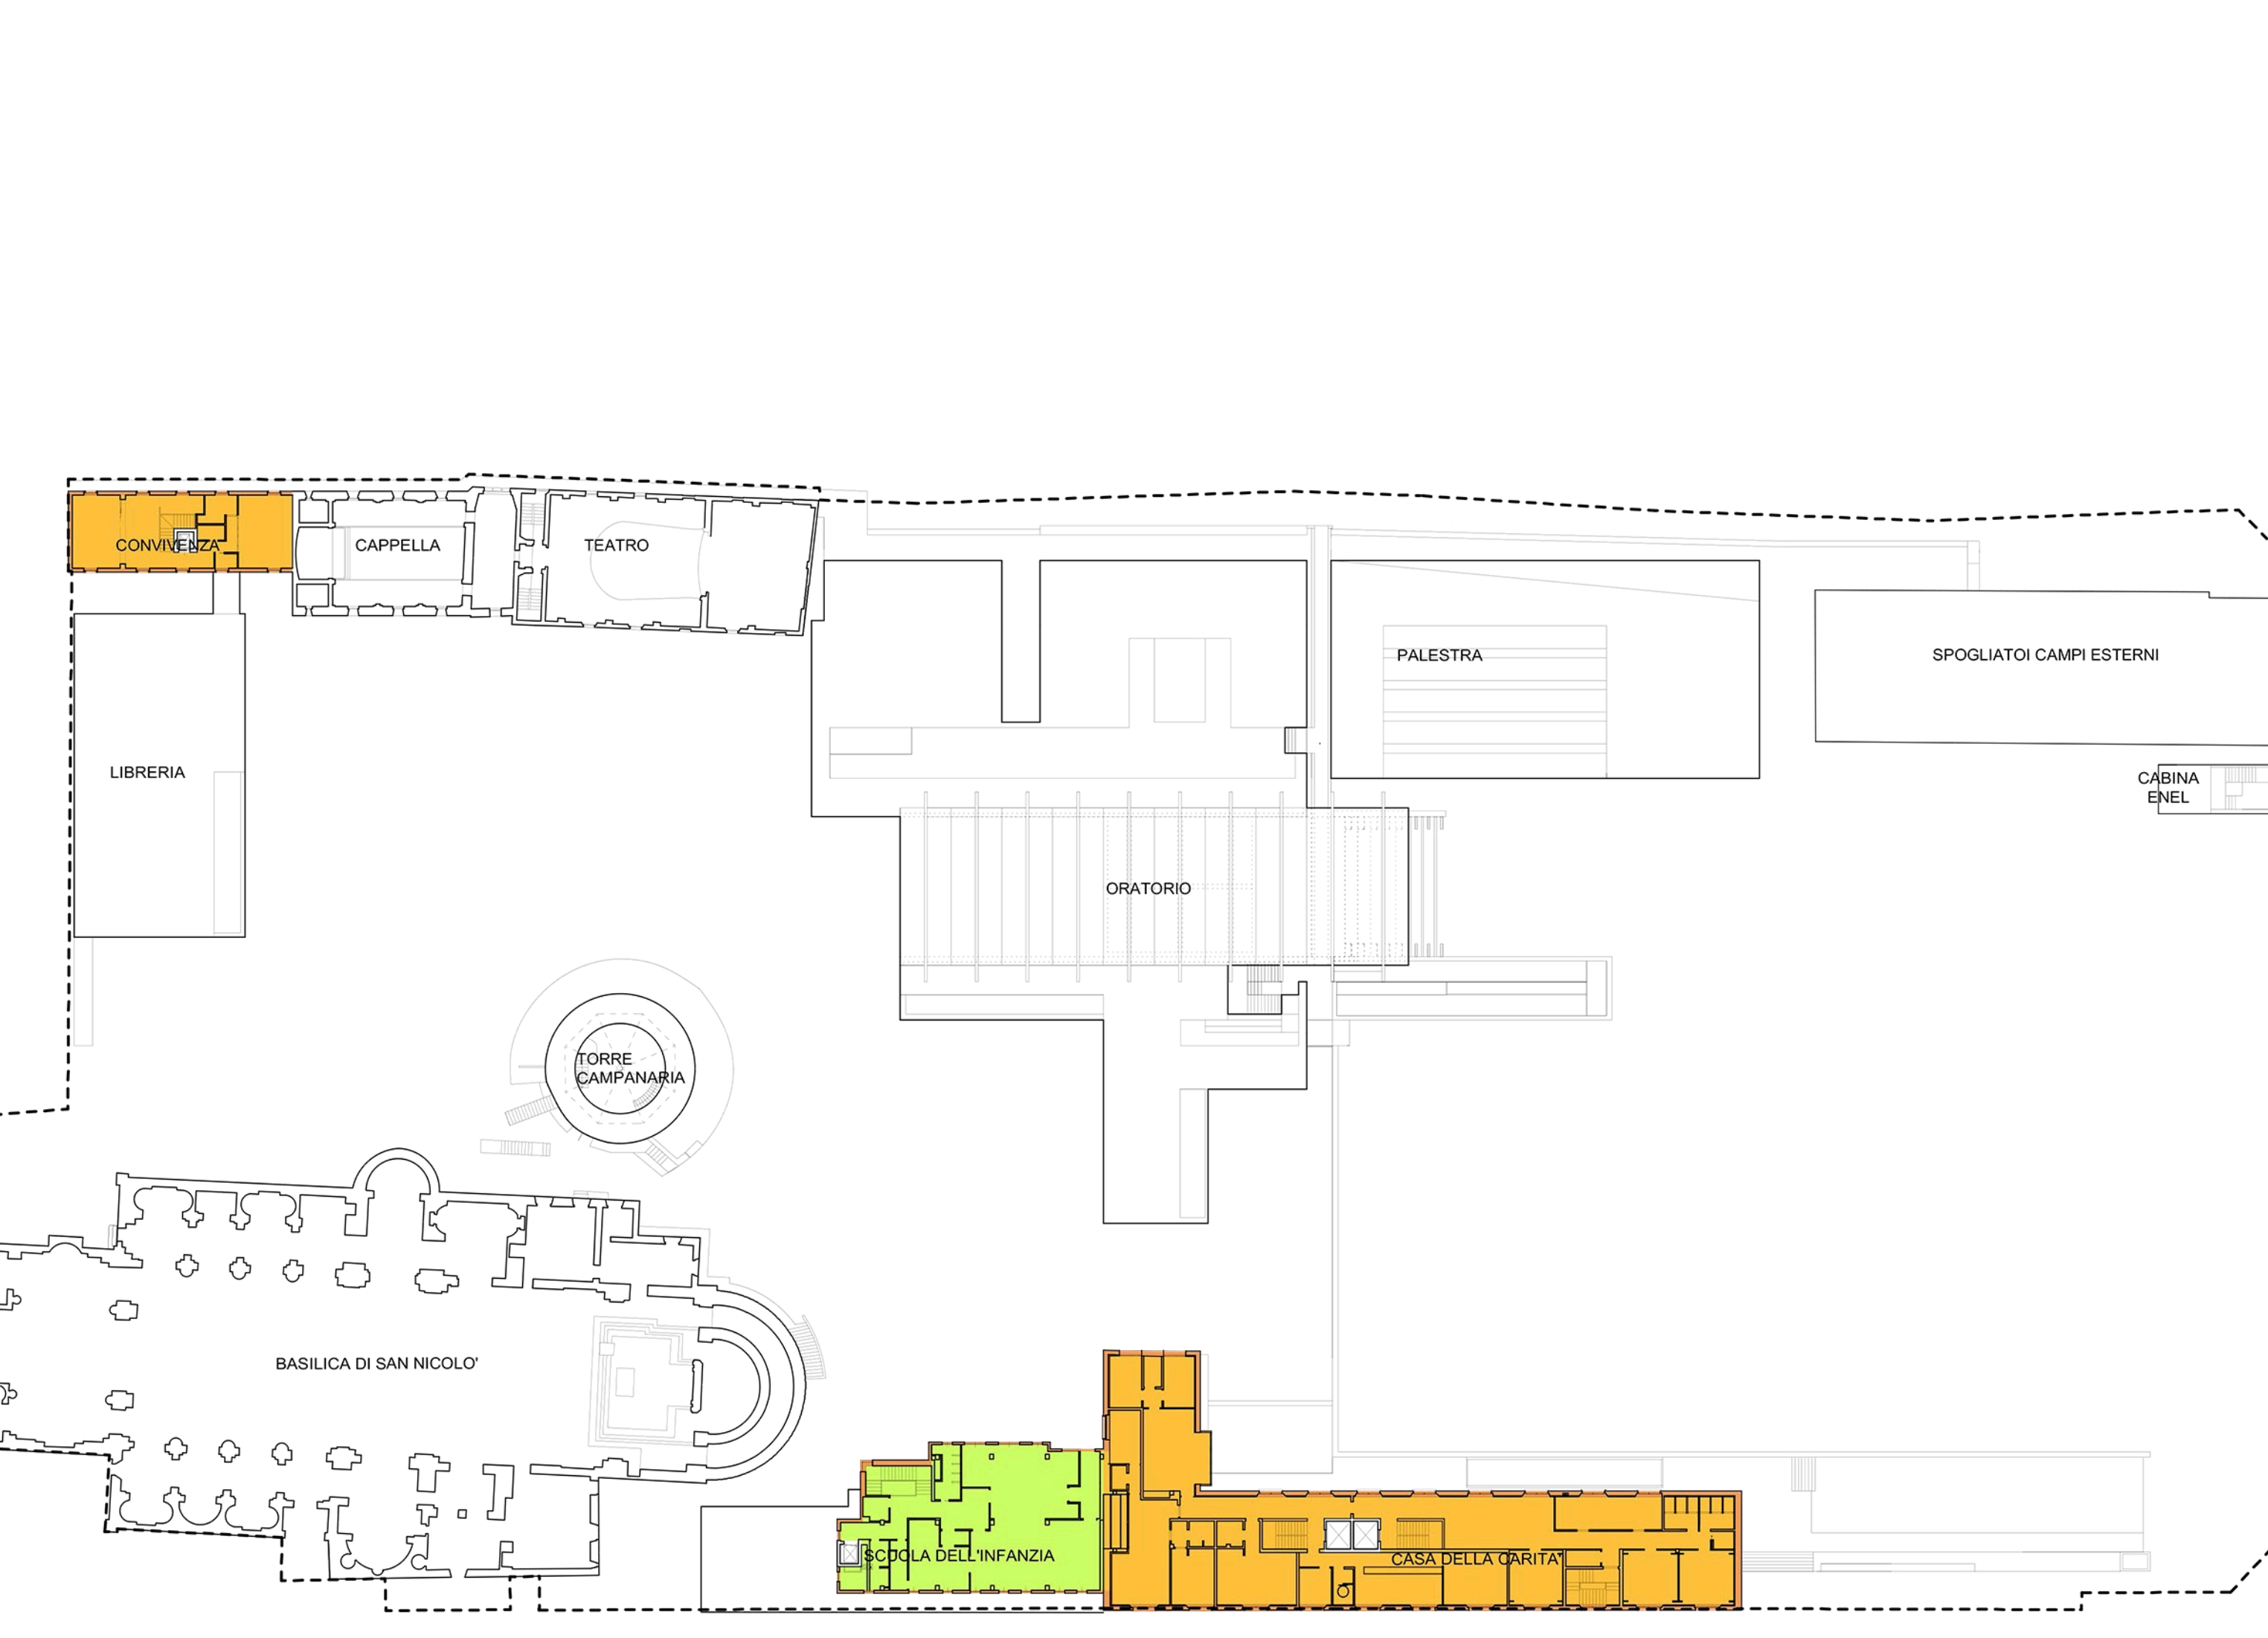 CONVIVENZA
CAPPELLA
TEATRO
PALESTRA
SPOGLIATOI CAMPI ESTERNI
LIBRERIA
CABINA
ENEL
ORATORIO
TORRE
CAMPANARIA
BASILICA DI SAN NICOLO'
SCUOLA DELL'INFANZIA
CASA DELLA CARITA'